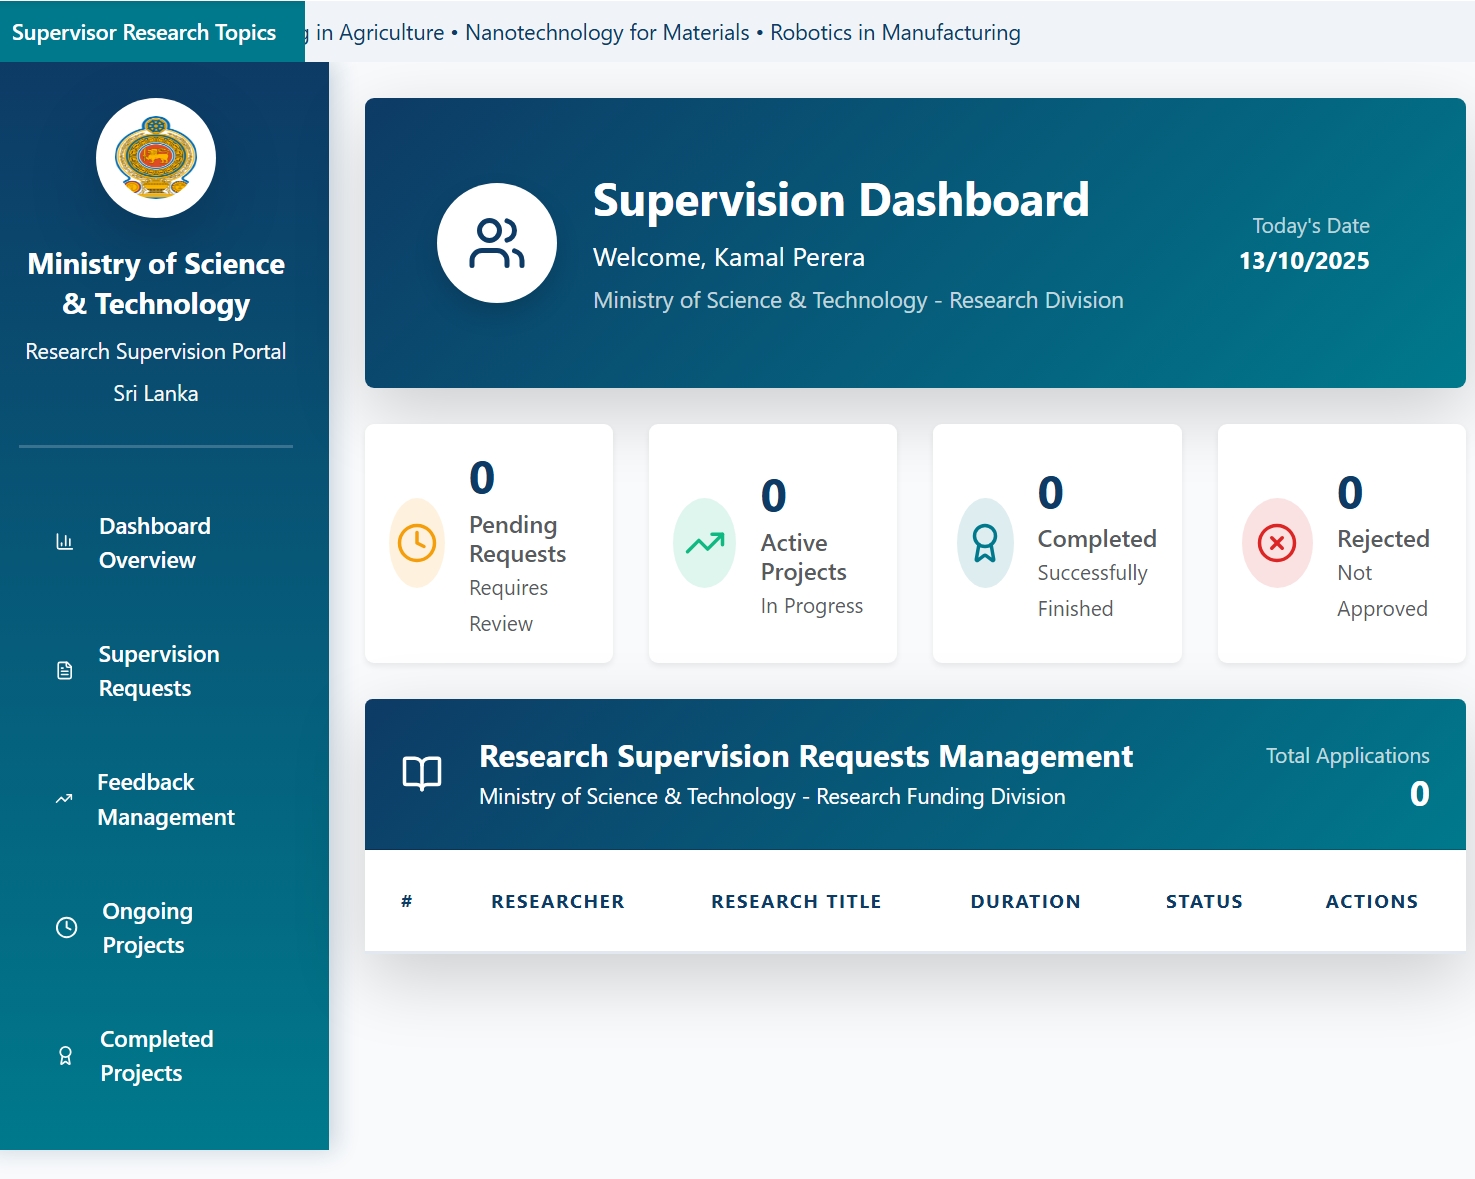 Supervisor Research Topics
in Agriculture • Nanotechnology for Materials • Robotics in Manufacturing
Ministry of Science
& Technology
Research Supervision Portal
Sri Lanka
Dashboard
Overview
Supervision
Requests
Feedback
Management
Ongoing
Projects
Completed
Projects
Supervision Dashboard
Welcome, Kamal Perera
Ministry of Science & Technology - Research Division
Today's Date
13/10/2025
0
Pending
Requests
Requires
Review
0
Active
Projects
In Progress
0
Completed
Successfully
Finished
0
Rejected
Not
Approved
Research Supervision Requests Management
Ministry of Science & Technology - Research Funding Division
Total Applications
0
# RESEARCHER RESEARCH TITLE DURATION STATUS ACTIONS